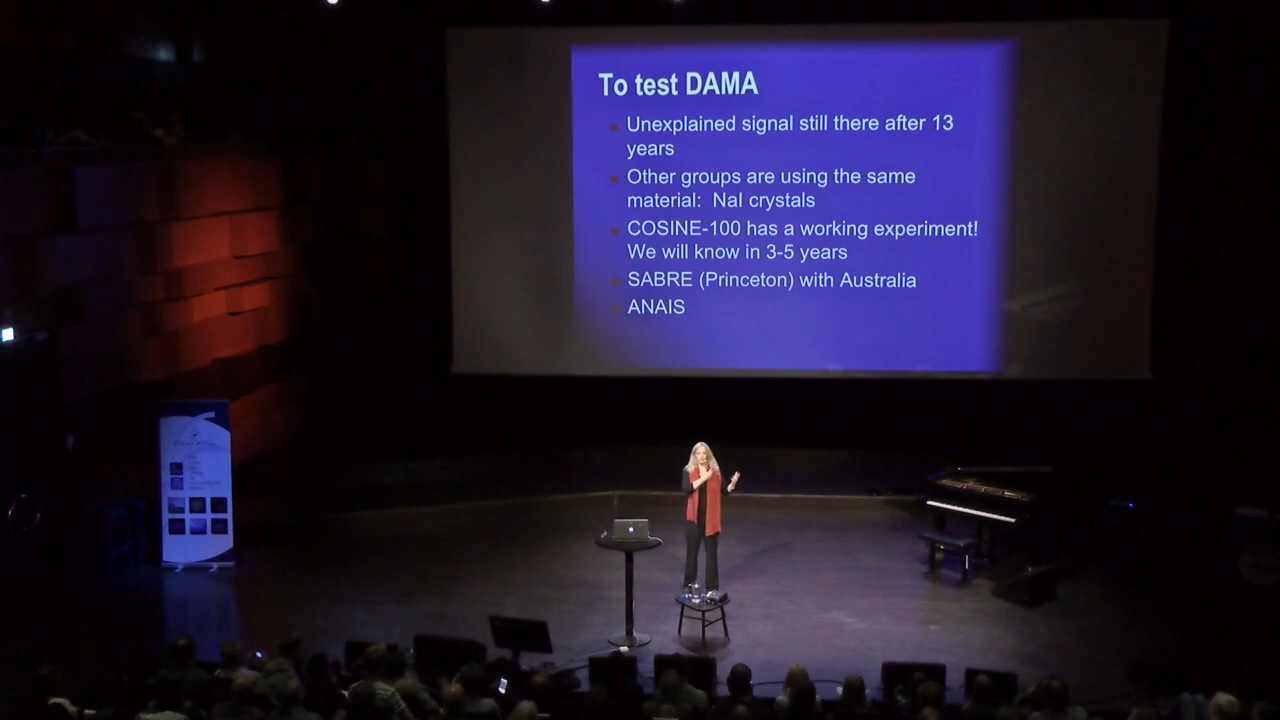 To test DAMA
Unexplained signal still there after 13
years
Other groups are using the same
material: NaI crystals
COSINE-100 has a working experiment!
We will know in 3-5 years
SABRE (Princeton) with Australia
ANAIS